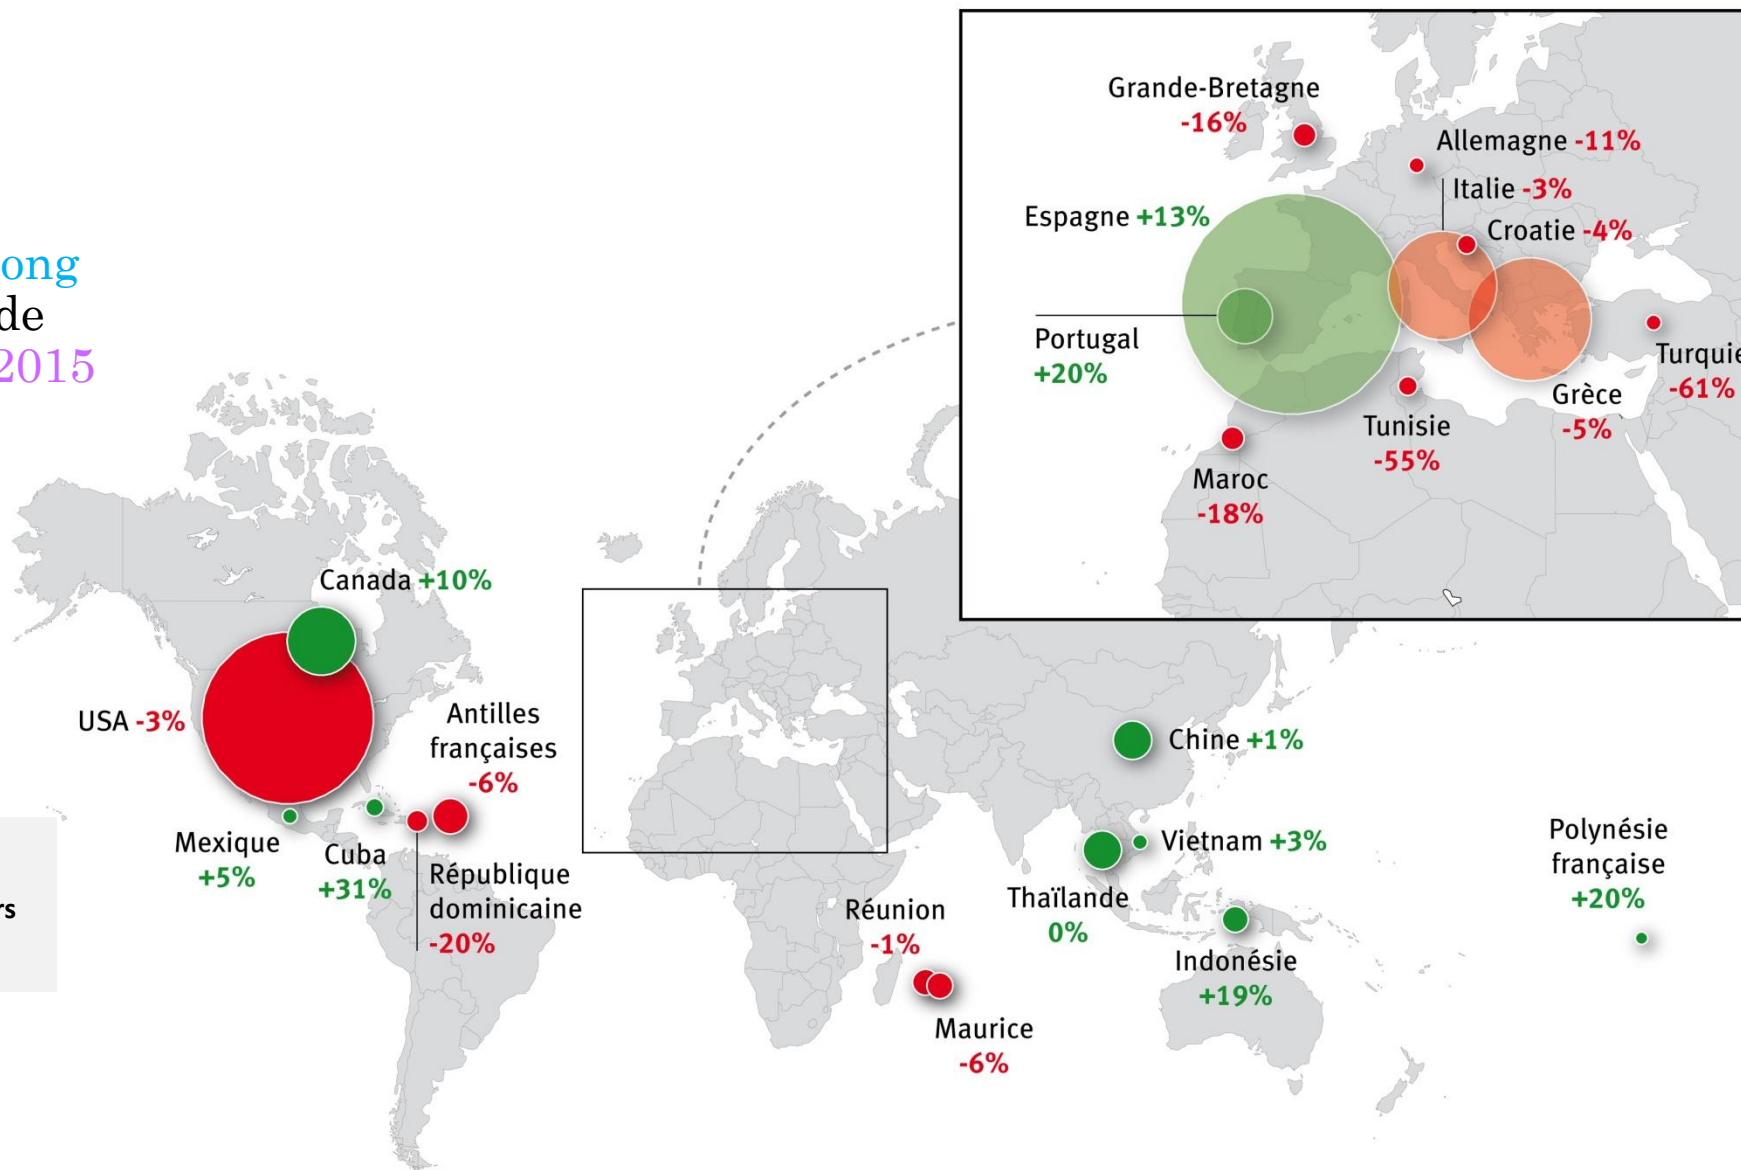 ong
de
2015
rs
Grande-Bretagne
-16%
Allemagne -11%
Italie -3%
Croatie -4%
Espagne +13%
Portugal
+20%
Turquie
-61%
Grèce
-5%
Tunisie
-55%
Maroc
-18%
Canada +10%
USA -3%
Antilles
françaises
-6%
Mexique
+5%
Cuba
+31%
République
dominicaine
-20%
Réunion
-1%
Maurice
-6%
Chine +1%
Vietnam +3%
Thaïlande
0%
Indonésie
+19%
Polynésie
française
+20%